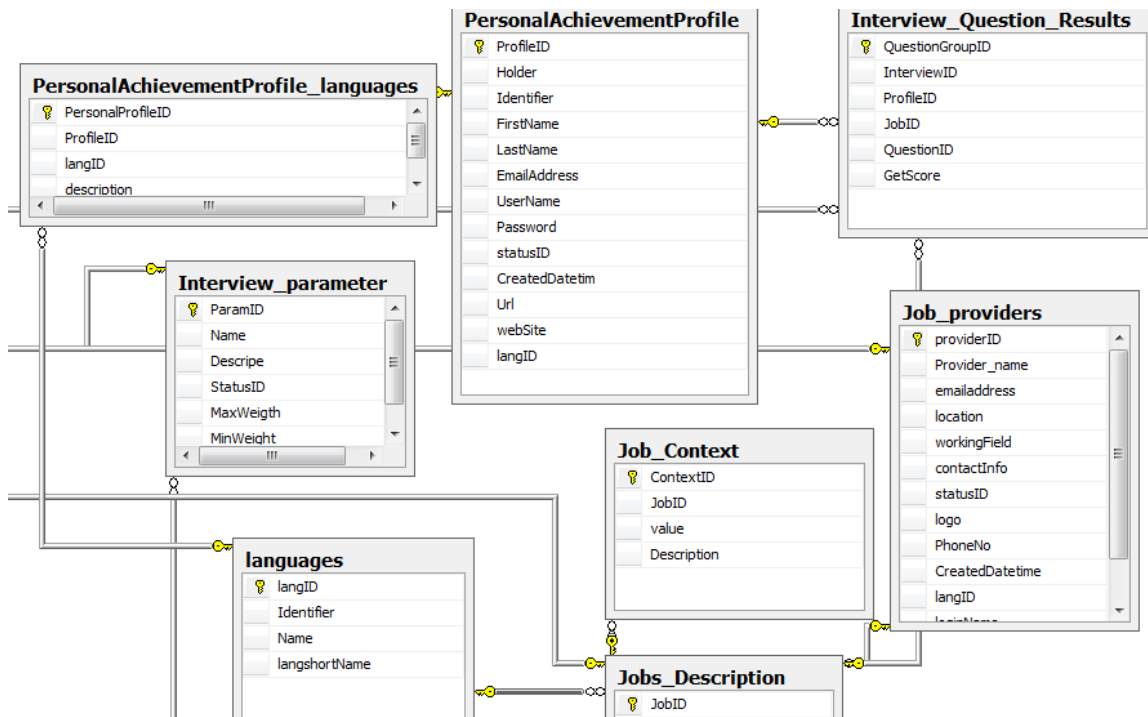 PersonalAchievementProfile
ProfileID
Holder
Identifier
FirstName
LastName
EmailAddress
UserName
Password
statusID
CreatedDatetim
Url
webSite
langID
Interview_Question_Results
QuestionGroupID
InterviewID
ProfileID
JobID
QuestionID
GetScore
PersonalAchievementProfile_languages
PersonalProfileID
ProfileID
langID
description
Interview_parameter
ParamID
Name
Descripe
StatusID
MaxWeigth
MinWeight
Job_providers
providerID
Provider_name
emailaddress
location
workingField
contactInfo
statusID
logo
PhoneNo
CreatedDatetime
langID
loginName
Job_Context
ContextID
JobID
value
Description
languages
langID
Identifier
Name
langshortName
Jobs_Description
JobID